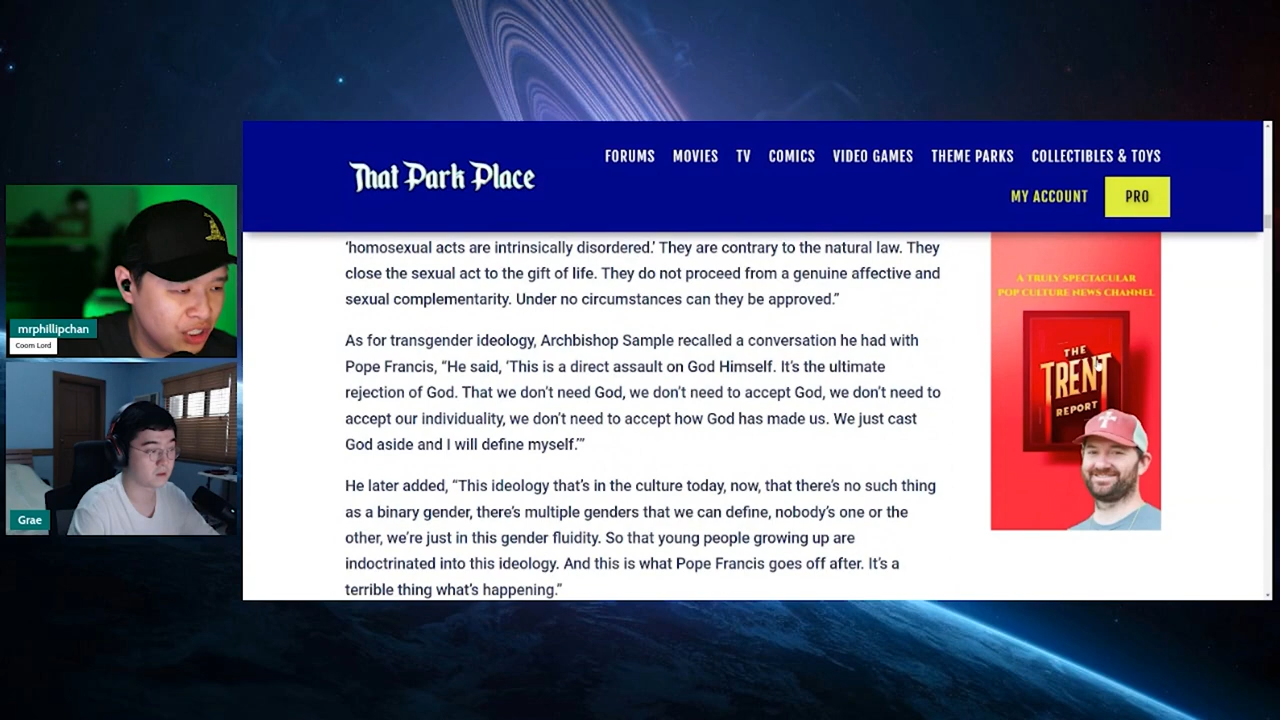 That Park Place
FORUMS MOVIES TV COMICS VIDEO GAMES THEME PARKS COLLECTIBLES & TOYS
MY ACCOUNT PRO
‘homosexual acts are intrinsically disordered.’ They are contrary to the natural law. They
close the sexual act to the gift of life. They do not proceed from a genuine affective and
sexual complementarity. Under no circumstances can they be approved.”
As for transgender ideology, Archbishop Sample recalled a conversation he had with
Pope Francis, “He said, ‘This is a direct assault on God Himself. It’s the ultimate
rejection of God. That we don’t need God, we don’t need to accept God, we don’t need to
accept our individuality, we don’t need to accept how God has made us. We just cast
God aside and I will define myself.’”
He later added, “This ideology that’s in the culture today, now, that there’s no such thing
as a binary gender, there’s multiple genders that we can define, nobody’s one or the
other, we’re just in this gender fluidity. So that young people growing up are
indoctrinated into this ideology. And this is what Pope Francis goes off after. It’s a
terrible thing what’s happening.”
A TRULY SPECTACULAR
POP CULTURE NEWS CHANNEL
THE
TRENT
REPORT
mrphillipchan
Coom Lord
Grae